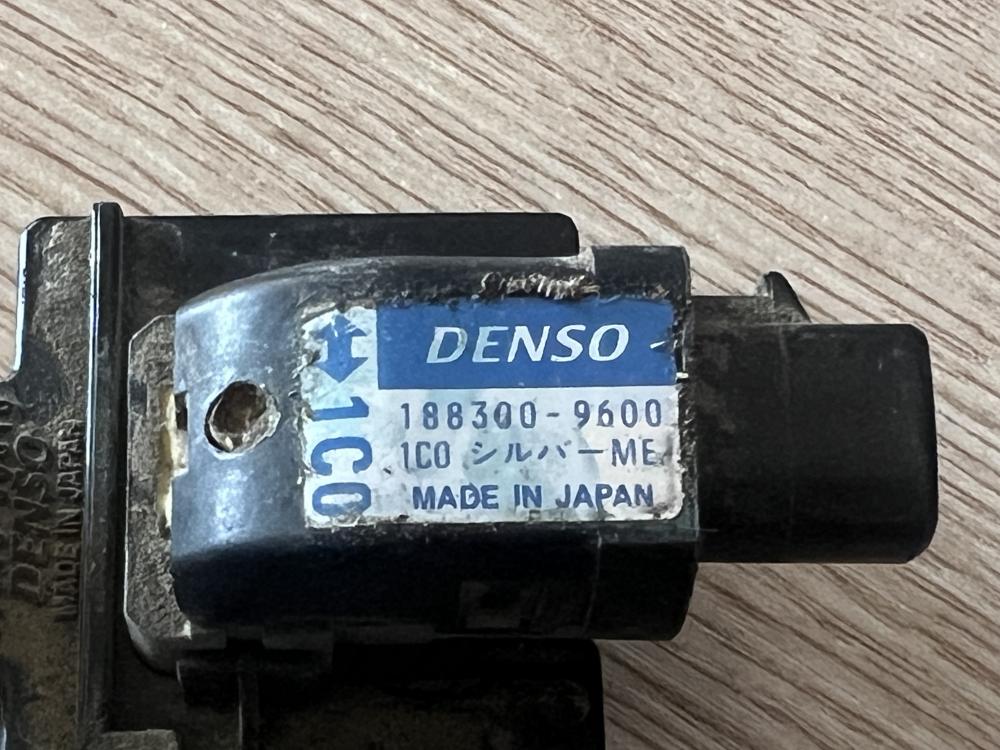 DENSO
188300-9600
1C0 シルバーME
MADE IN JAPAN
1C0
DENSO
MADE IN JAPAN